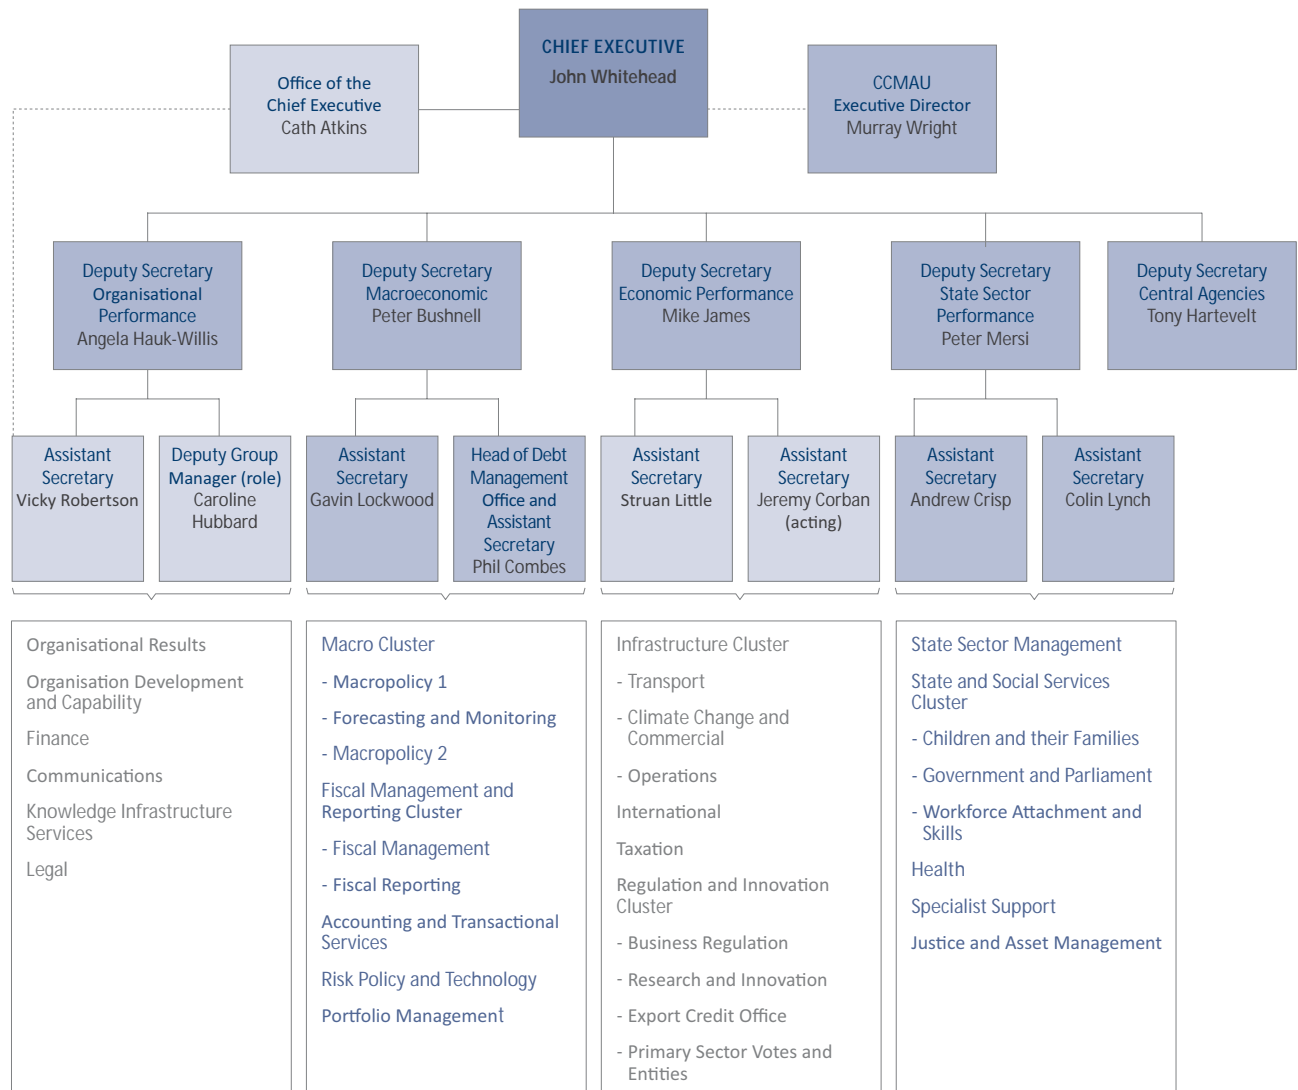 CHIEF EXECUTIVE
John Whitehead
Office of the
Chief Executive
Cath Atkins
CCMAU
Executive Director
Murray Wright
Deputy Secretary
Organisational
Performance
Angela Hauk-Willis
Deputy Secretary
Macroeconomic
Peter Bushnell
Deputy Secretary
Economic Performance
Mike James
Deputy Secretary
State Sector
Performance
Peter Mersi
Deputy Secretary
Central Agencies
Tony Hartevelt
Assistant
Secretary
Vicky Robertson
Deputy Group
Manager (role)
Caroline
Hubbard
Assistant
Secretary
Gavin Lockwood
Head of Debt
Management
Office and
Assistant
Secretary
Phil Combes
Assistant
Secretary
Struan Little
Assistant
Secretary
Jeremy Corban
(acting)
Assistant
Secretary
Andrew Crisp
Assistant
Secretary
Colin Lynch
Organisational Results
Organisation Development
and Capability
Finance
Communications
Knowledge Infrastructure
Services
Legal
Macro Cluster
- Macropolicy 1
- Forecasting and Monitoring
- Macropolicy 2
Fiscal Management and
Reporting Cluster
- Fiscal Management
- Fiscal Reporting
Accounting and Transactional
Services
Risk Policy and Technology
Portfolio Management
Infrastructure Cluster
- Transport
- Climate Change and
Commercial
- Operations
International
Taxation
Regulation and Innovation
Cluster
- Business Regulation
- Research and Innovation
- Export Credit Office
- Primary Sector Votes and
Entities
State Sector Management
State and Social Services
Cluster
- Children and their Families
- Government and Parliament
- Workforce Attachment and
Skills
Health
Specialist Support
Justice and Asset Management